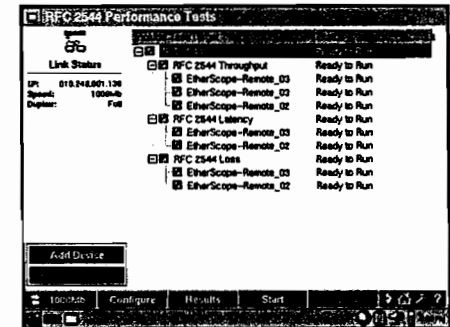 RFC 2544 Performance Tests
Link Status
IP: 010.248.001.138
Speed: 1000Mb
Duplex: Full
Ready to Run
RFC 2544 Throughput Ready to Run
EtherScope-Remote_03 Ready to Run
EtherScope-Remote_03 Ready to Run
EtherScope-Remote_02 Ready to Run
RFC 2544 Latency Ready to Run
EtherScope-Remote_03 Ready to Run
EtherScope-Remote_02 Ready to Run
RFC 2544 Loss Ready to Run
EtherScope-Remote_03 Ready to Run
EtherScope-Remote_02 Ready to Run
Add Device
1000Mb Configure Results Start ?